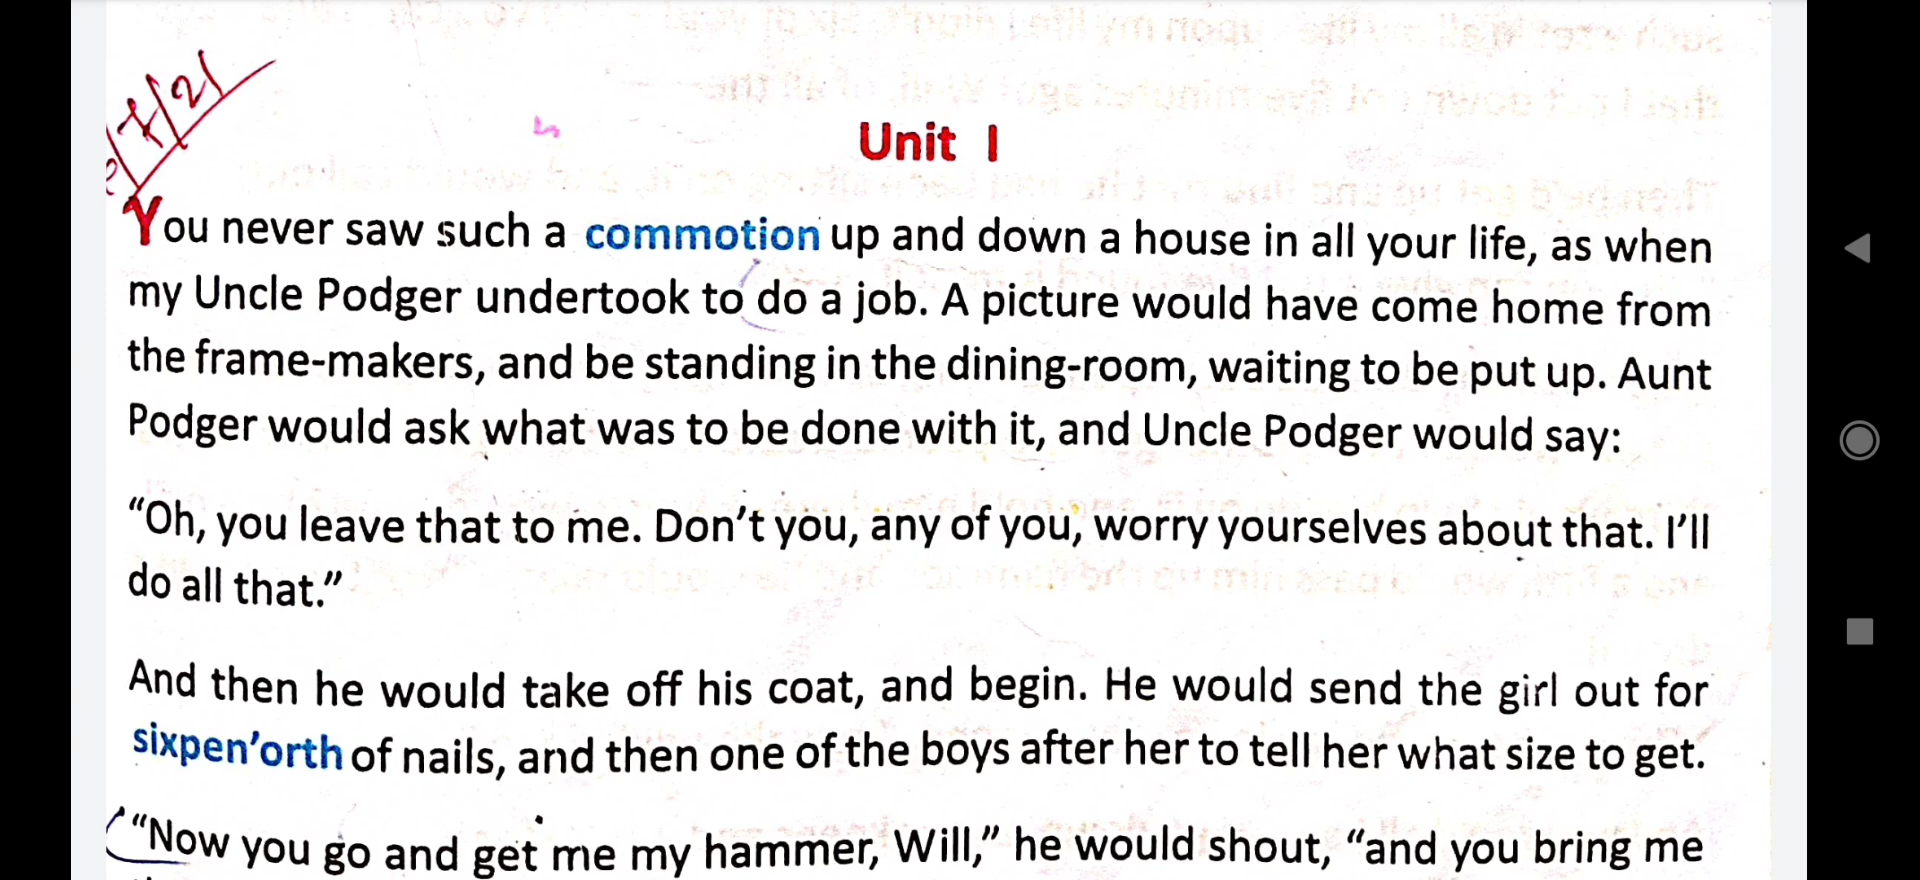 7/21
Unit I
You never saw such a commotion up and down a house in all your life, as when
my Uncle Podger undertook to do a job. A picture would have come home from
the frame-makers, and be standing in the dining-room, waiting to be put up. Aunt
Podger would ask what was to be done with it, and Uncle Podger would say:
“Oh, you leave that to me. Don’t you, any of you, worry yourselves about that. I’ll
do all that.”
And then he would take off his coat, and begin. He would send the girl out for
sixpen’orth of nails, and then one of the boys after her to tell her what size to get.
“Now you go and get me my hammer, Will,” he would shout, “and you bring me